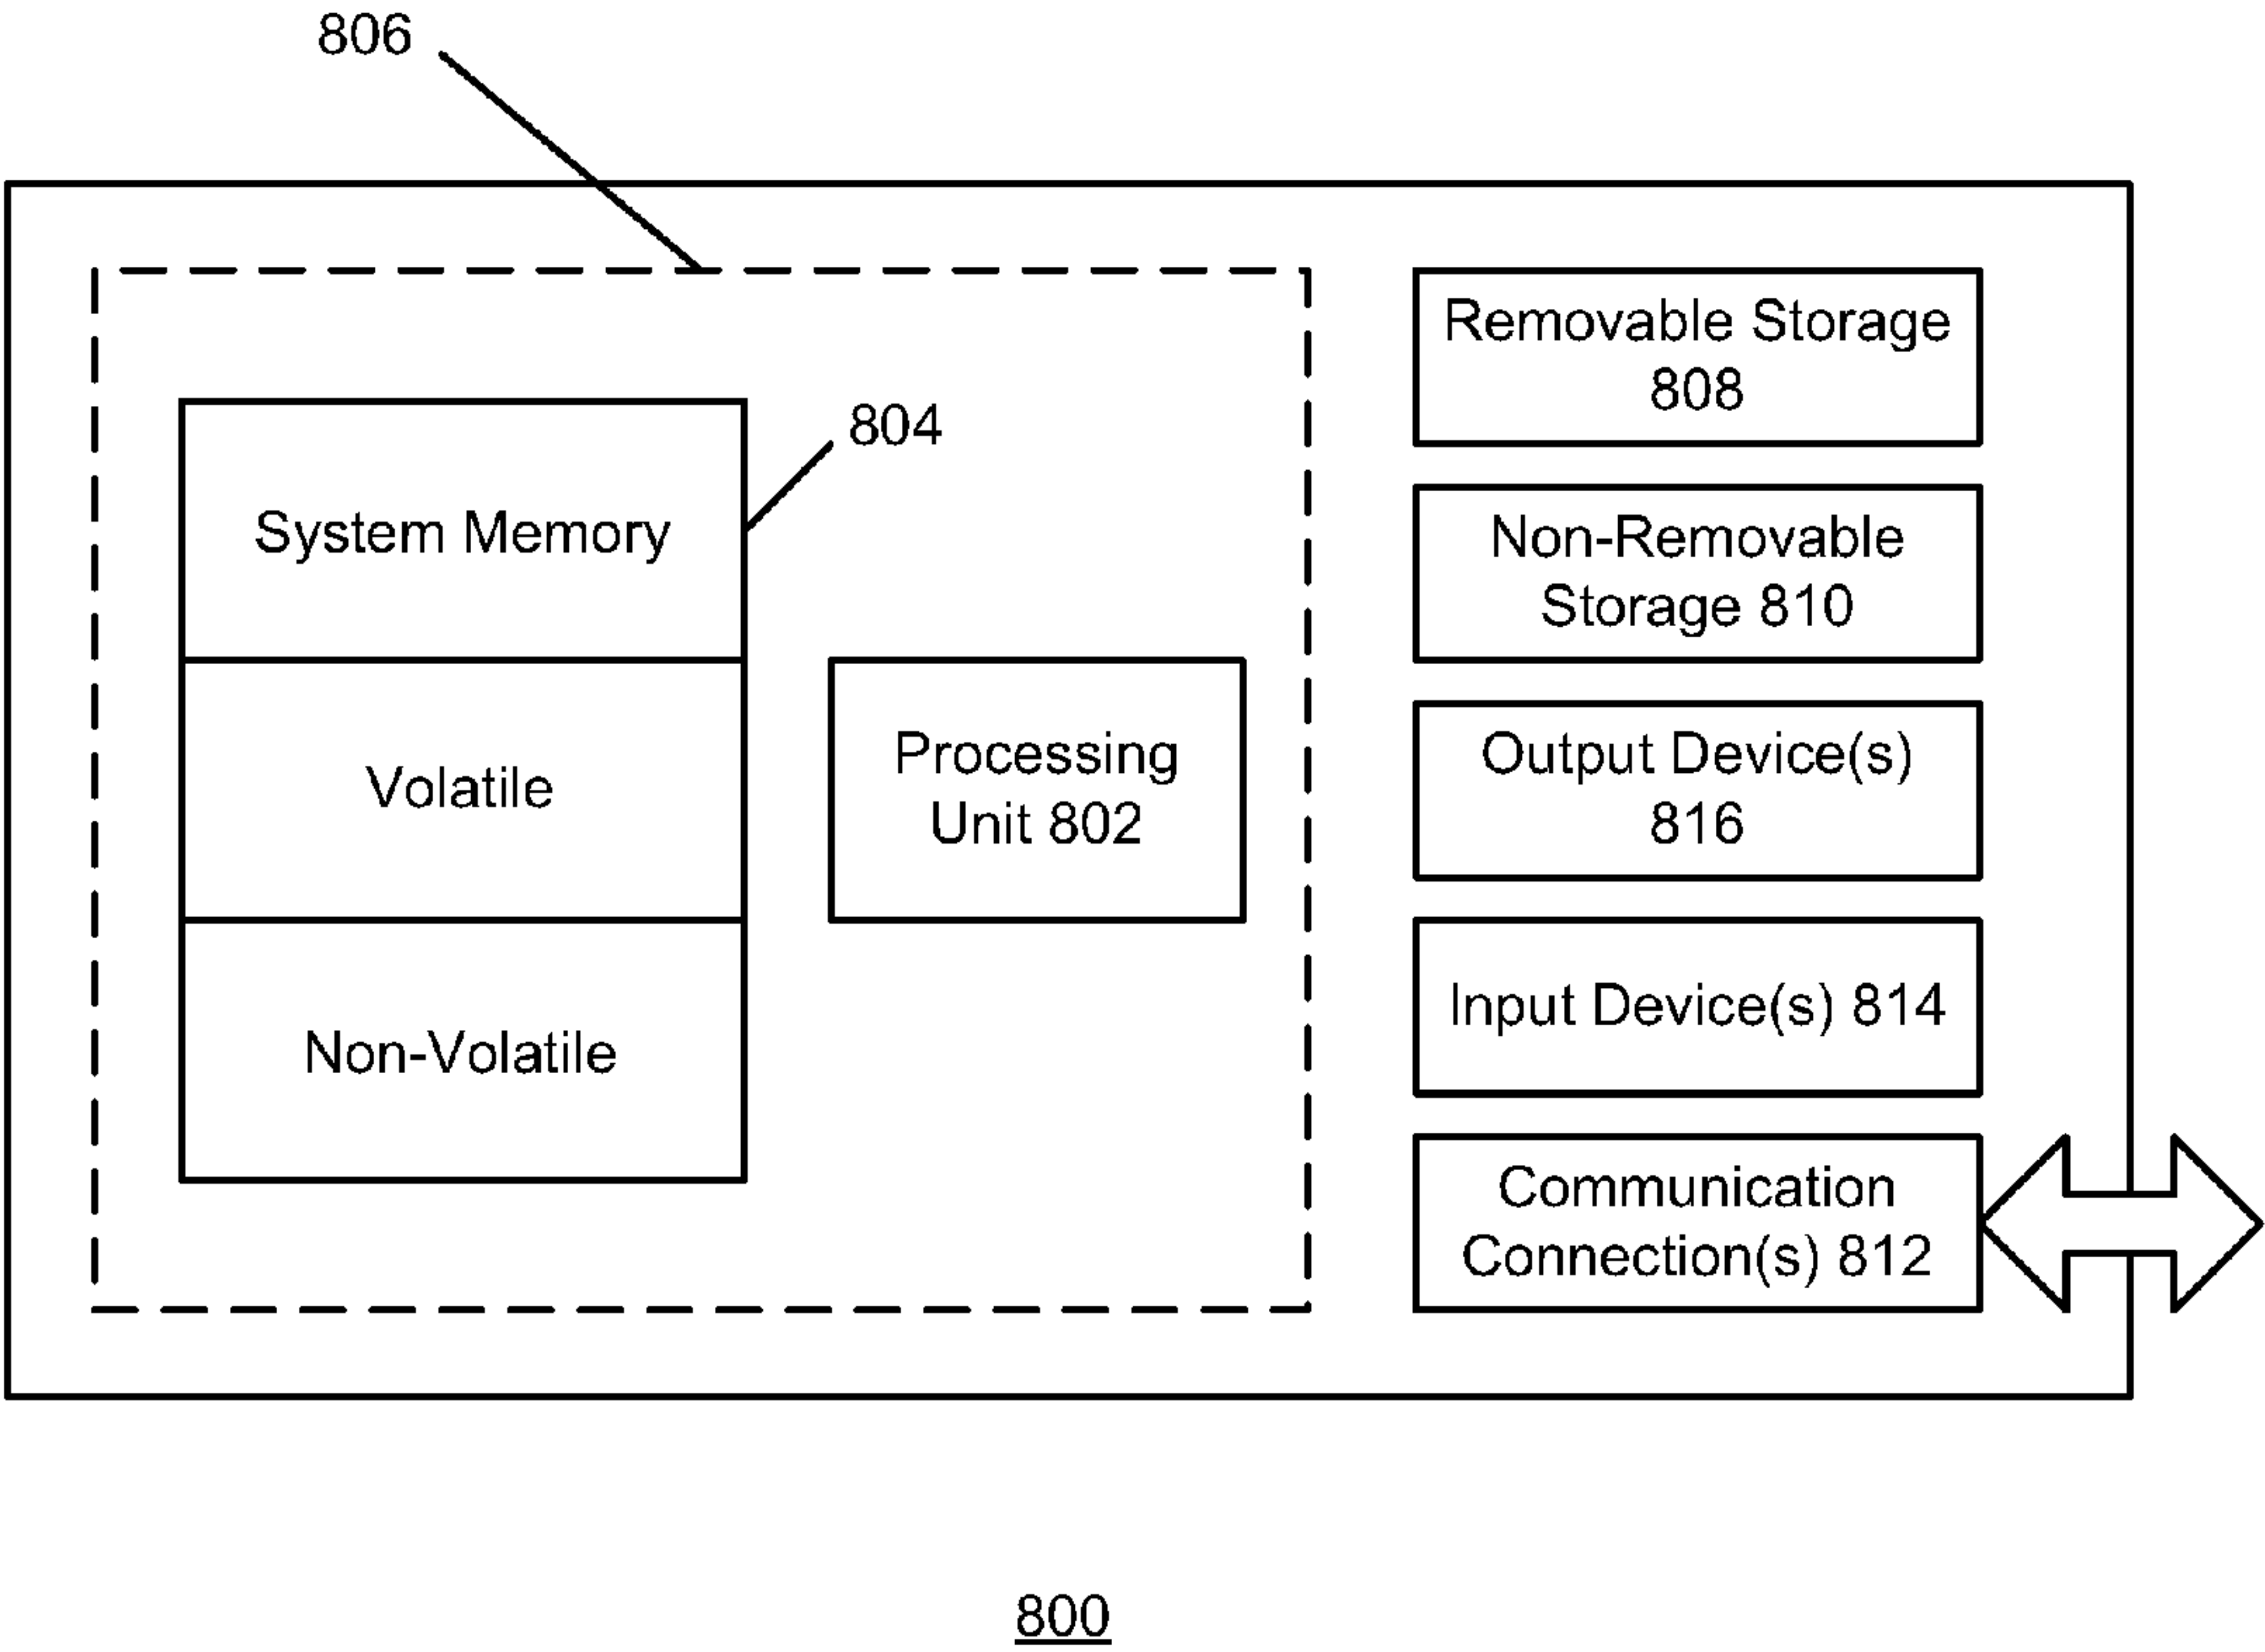 806
804
System Memory
Volatile
Non-Volatile
Processing
Unit 802
Removable Storage
808
Non-Removable
Storage 810
Output Device(s)
816
Input Device(s) 814
Communication
Connection(s) 812
800